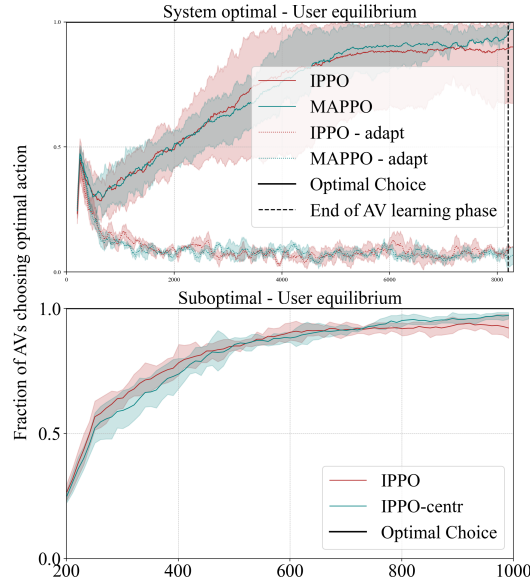 System optimal - User equilibrium
Fraction of AVs choosing optimal action
1.0
0.5
0.0
0
2000
4000
6000
8000
IPPO
MAPPO
IPPO - adapt
MAPPO - adapt
Optimal Choice
End of AV learning phase
Suboptimal - User equilibrium
1.0
0.5
0.0
200
400
600
800
1000
IPPO
IPPO-centr
Optimal Choice